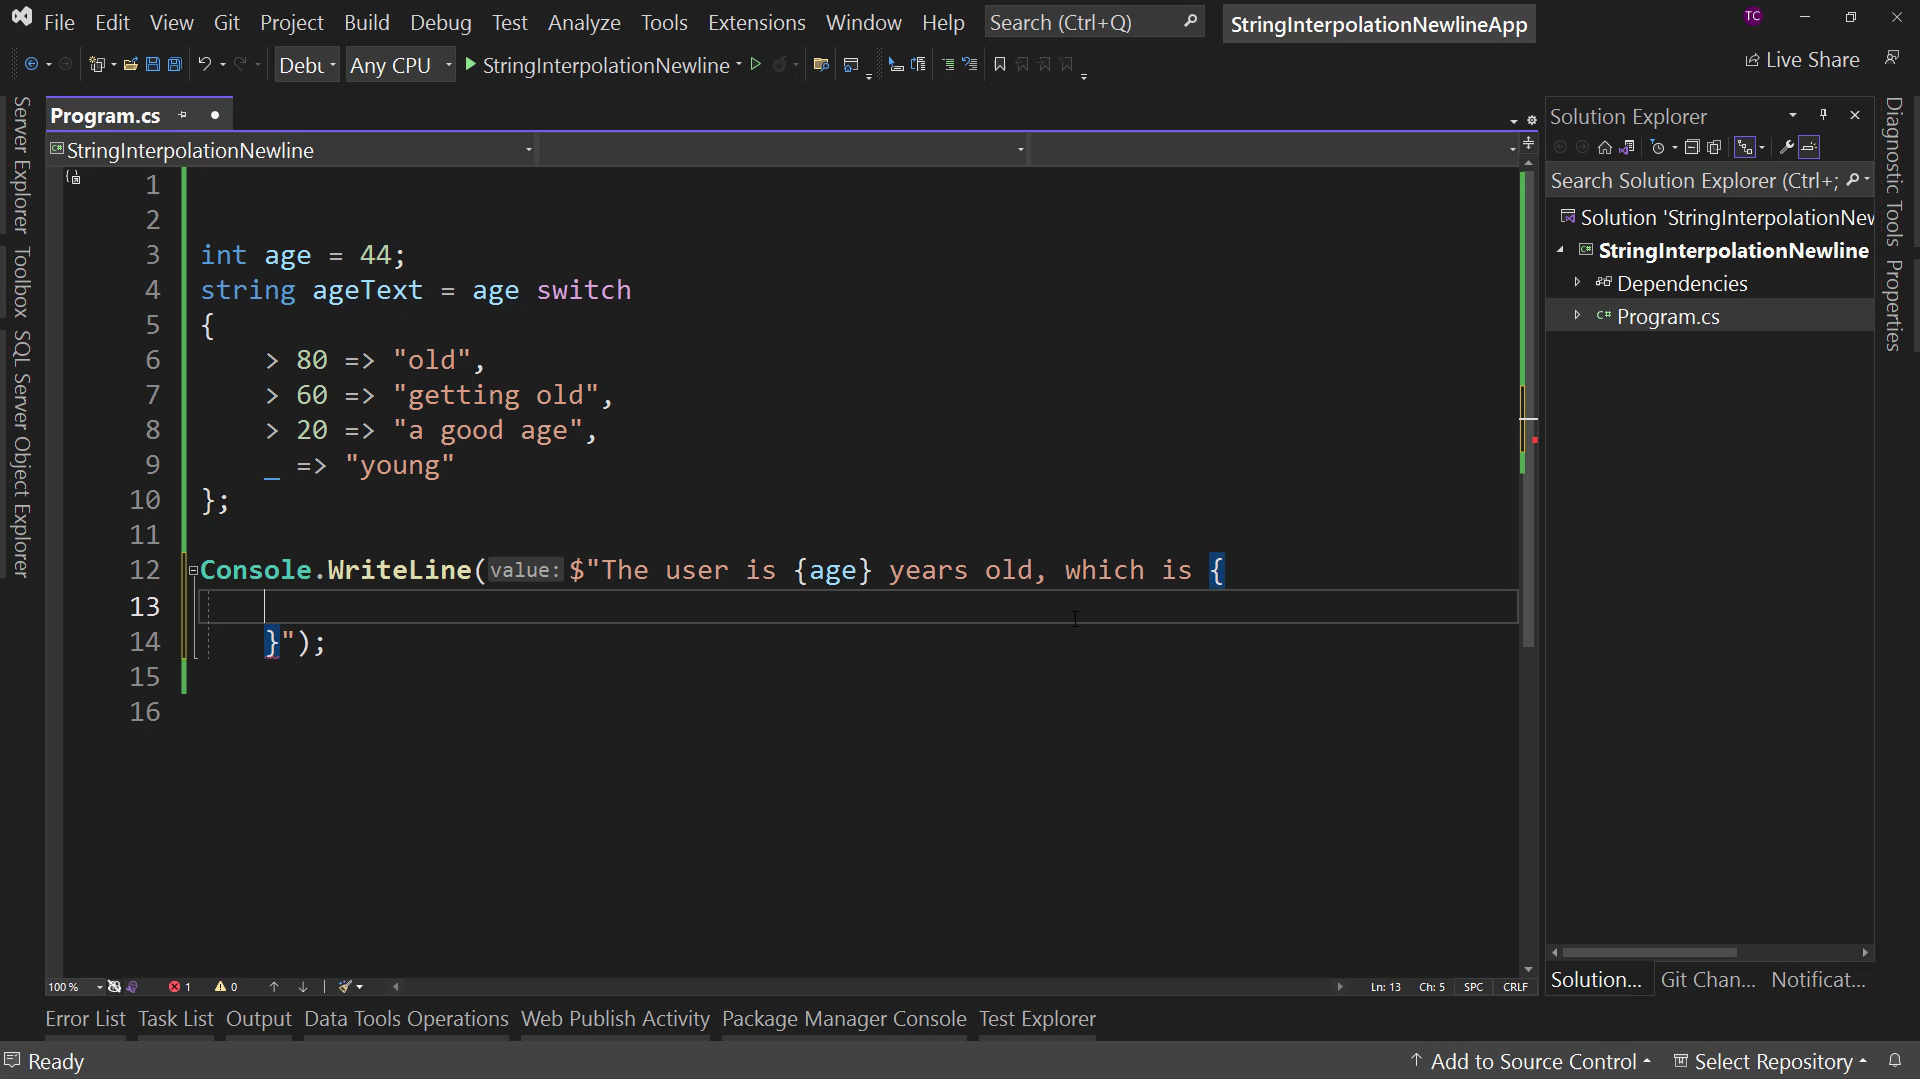 File Edit View Git Project Build Debug Test Analyze Tools Extensions Window Help Search (Ctrl+Q) StringInterpolationNewlineApp TC
Debu Any CPU StringInterpolationNewline Live Share
Program.cs
StringInterpolationNewline
1
2
3 int age = 44;
4 string ageText = age switch
5 {
6 > 80 => "old",
7 > 60 => "getting old",
8 > 20 => "a good age",
9 _ => "young"
10 };
11
12 Console.WriteLine(value: $"The user is {age} years old, which is {
13
14 }");
15
16
Server Explorer
Toolbox
SQL Server Object Explorer
Solution Explorer
Search Solution Explorer (Ctrl+;
Solution 'StringInterpolationNew
StringInterpolationNewline
Dependencies
C# Program.cs
Diagnostic Tools
Properties
100 % 1 0 Ln: 13 Ch: 5 SPC CRLF
Solution... Git Chan... Notificat...
Error List Task List Output Data Tools Operations Web Publish Activity Package Manager Console Test Explorer
Ready Add to Source Control Select Repository